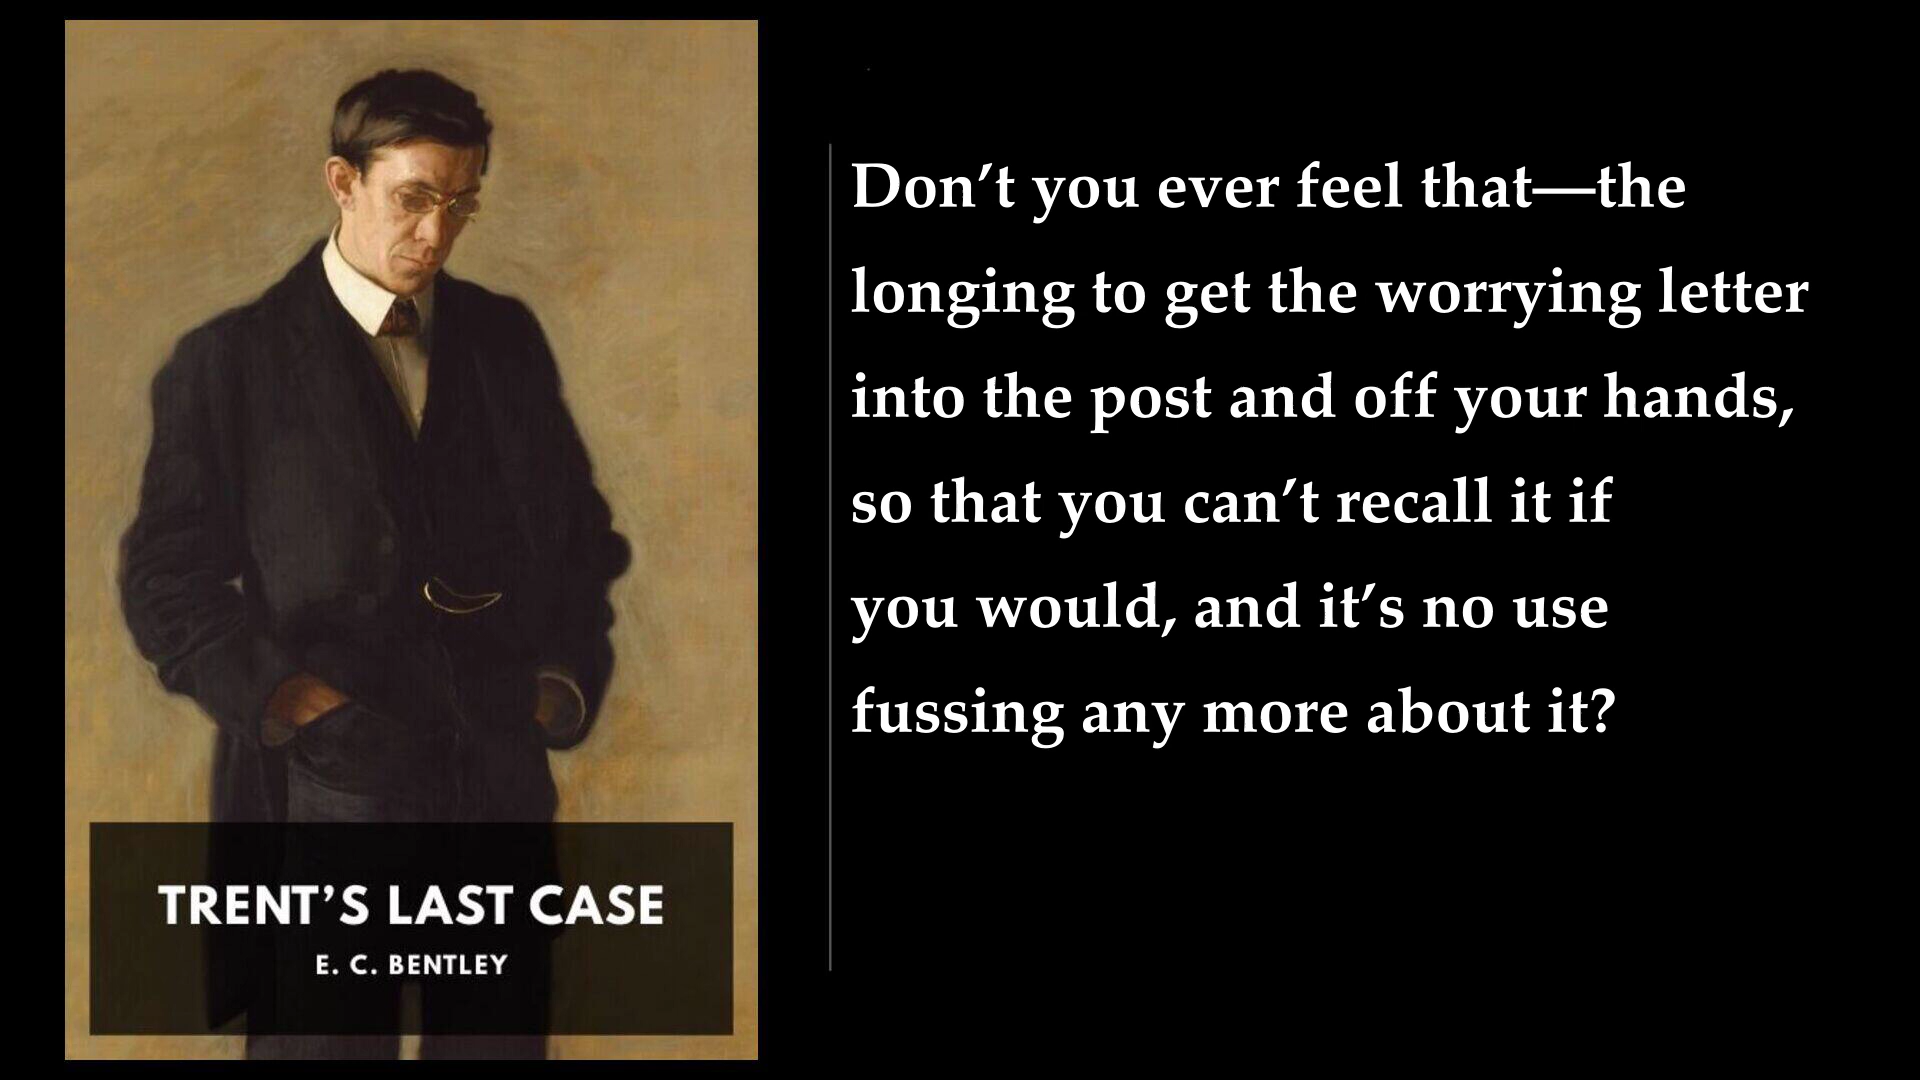 Don’t you ever feel that—the
longing to get the worrying letter
into the post and off your hands,
so that you can’t recall it if
you would, and it’s no use
fussing any more about it?
TRENT’S LAST CASE
E. C. BENTLEY